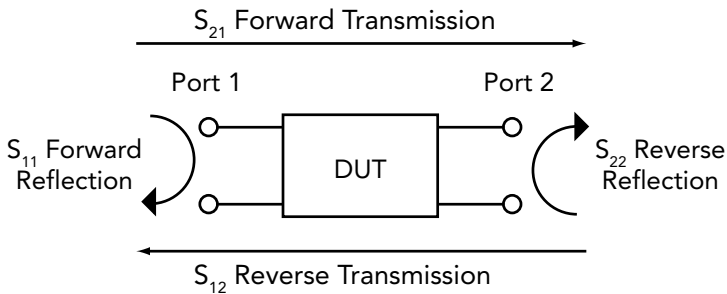 S₂₁ Forward Transmission
Port 1
Port 2
S₁₁ Forward
Reflection
DUT
S₂₂ Reverse
Reflection
S₁₂ Reverse Transmission